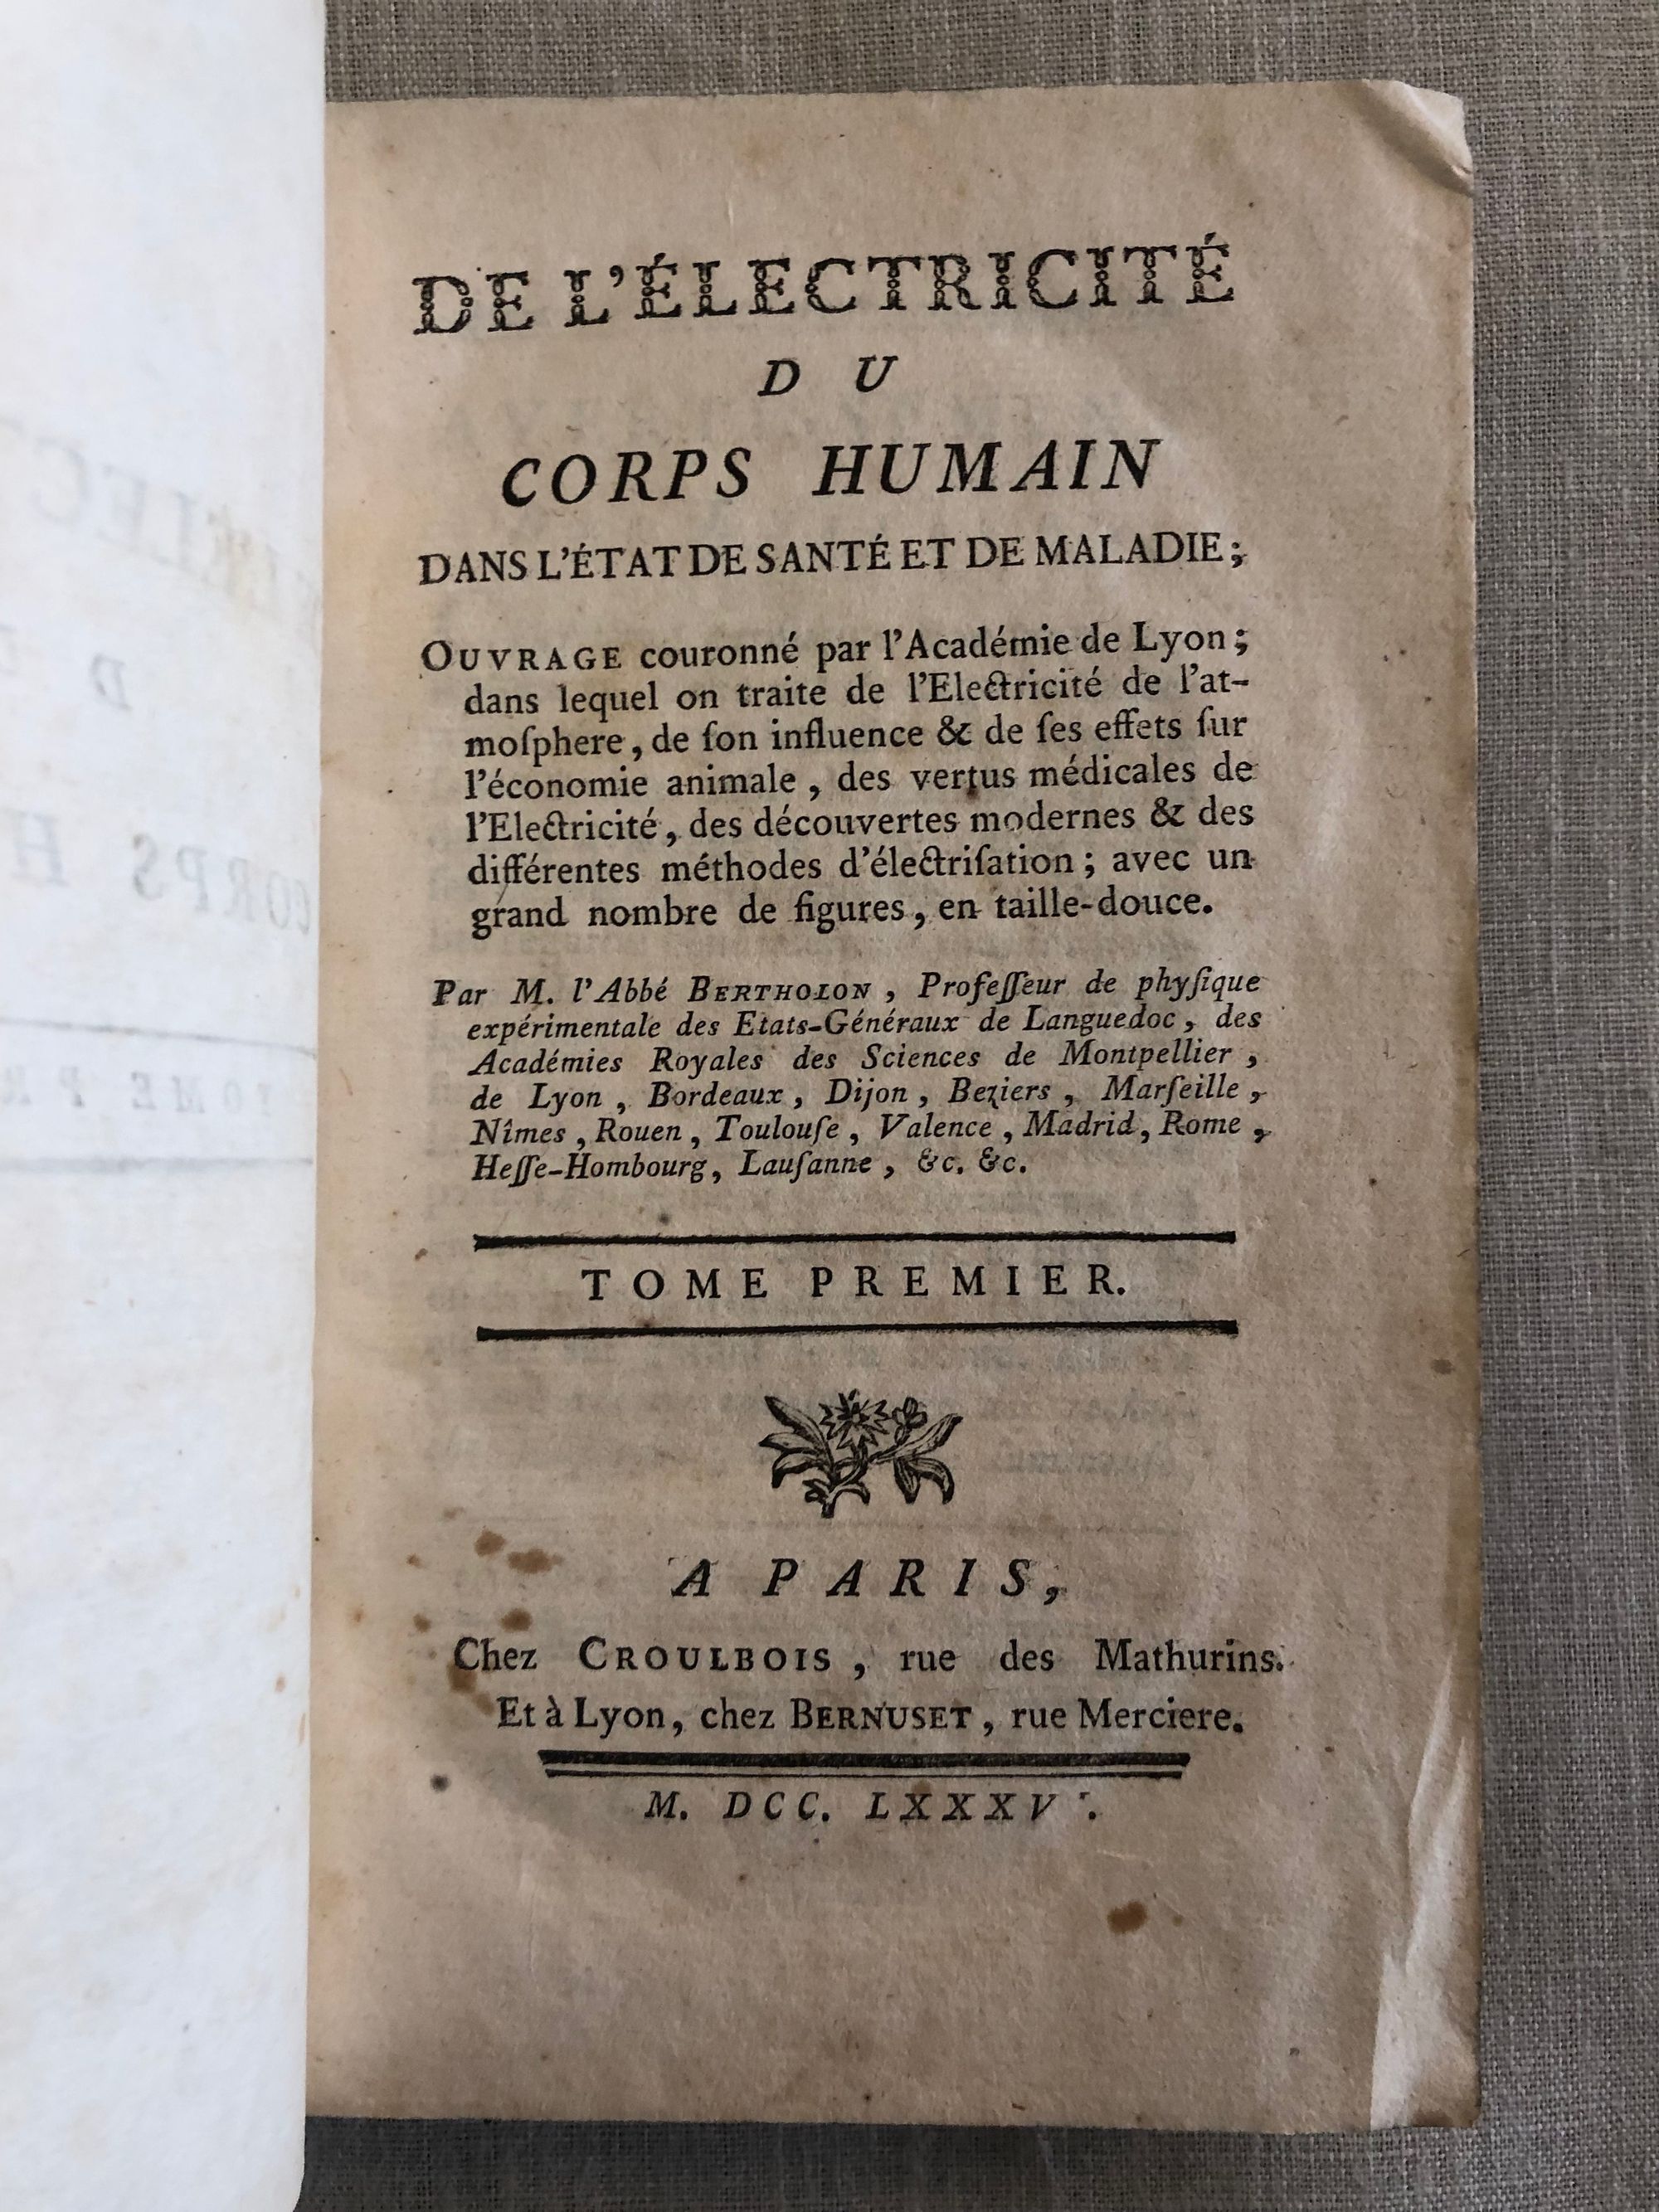 DE L'ÉLECTRICITÉ
DU
CORPS HUMAIN
DANS L'ÉTAT DE SANTÉ ET DE MALADIE;
OUVRAGE couronné par l'Académie de Lyon;
dans lequel on traite de l'Electricité de l'at-
moſphere, de ſon influence & de ſes effets ſur
l'économie animale, des vertus médicales de
l'Electricité, des découvertes modernes & des
différentes méthodes d'électriſation; avec un
grand nombre de figures, en taille-douce.
Par M. l'Abbé BERTHOLON, Profeſſeur de phyſique
expérimentale des Etats-Généraux de Languedoc, des
Académies Royales des Sciences de Montpellier,
de Lyon, Bordeaux, Dijon, Beziers, Marſeille,
Nîmes, Rouen, Toulouſe, Valence, Madrid, Rome,
Heſſe-Hombourg, Lauſanne, &c. &c.
TOME PREMIER.
A PARIS,
Chez CROULBOIS, rue des Mathurins.
Et à Lyon, chez BERNUSET, rue Merciere.
M. DCC.